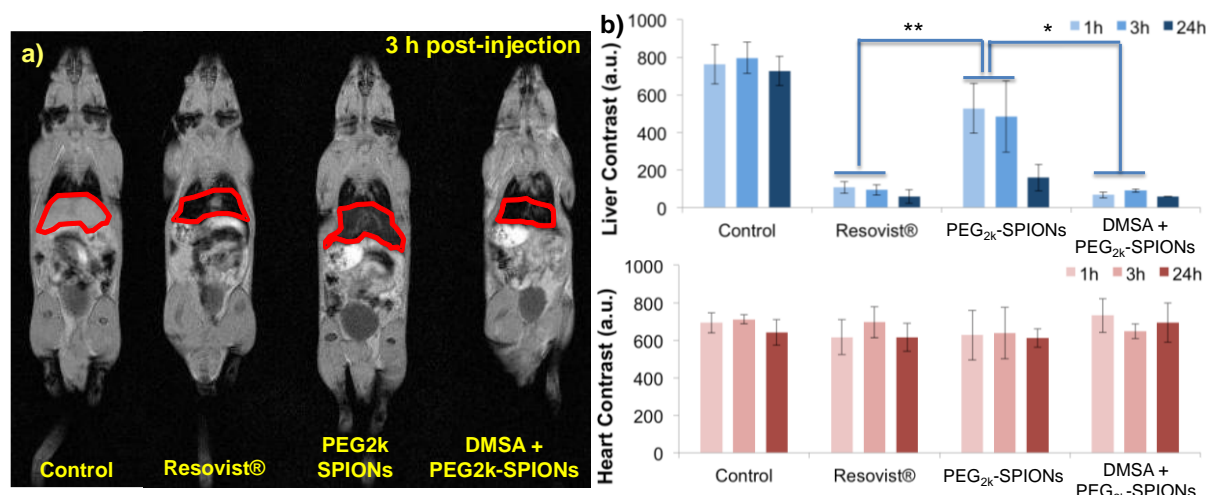 a)
3 h post-injection
Control
Resovist®
PEG2k
SPIONs
DMSA +
PEG2k-SPIONs
b)
1000
800
600
400
200
0
Liver Contrast (a.u.)
1h 3h 24h
**
*
Control
Resovist®
PEG2k-SPIONs
DMSA +
PEG2k-SPIONs
1000
800
600
400
200
0
Heart Contrast (a.u.)
1h 3h 24h
Control
Resovist®
PEG2k-SPIONs
DMSA +
PEG2k-SPIONs